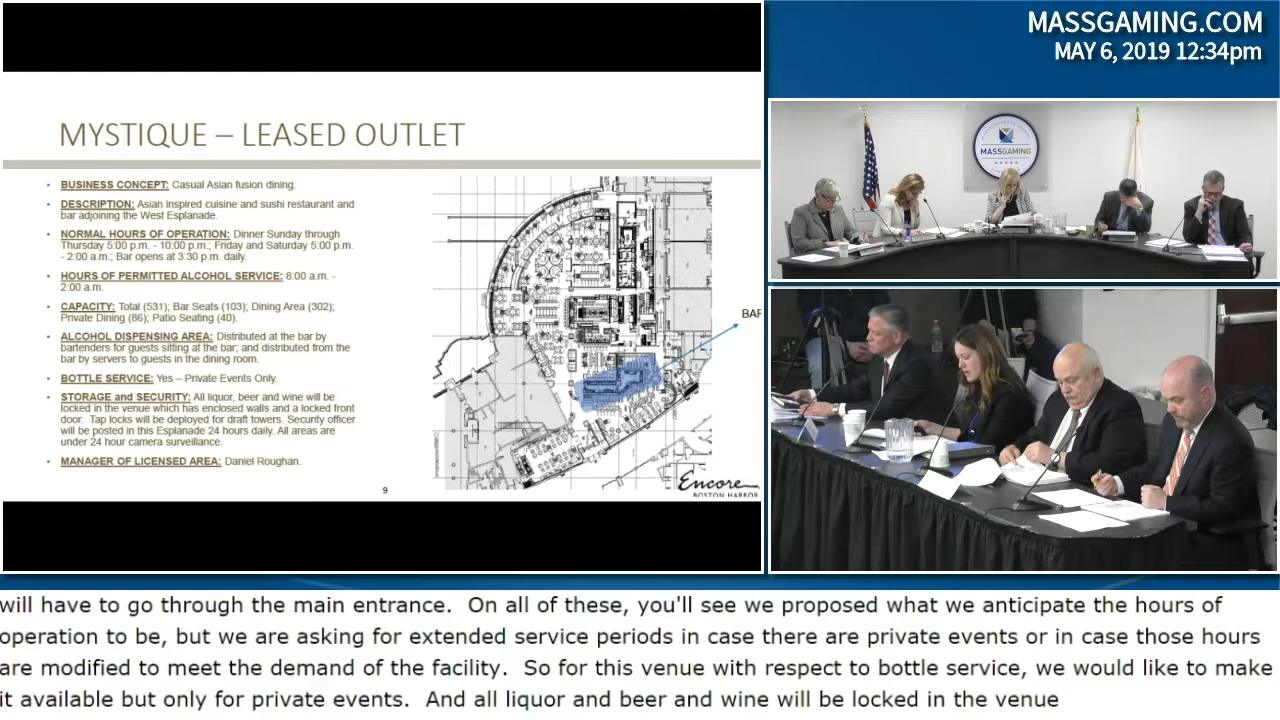 MASSGAMING.COM
MAY 6, 2019 12:34pm
MYSTIQUE – LEASED OUTLET
• BUSINESS CONCEPT: Casual Asian fusion dining.
• DESCRIPTION: Asian inspired cuisine and sushi restaurant and
bar adjoining the West Esplanade.
• NORMAL HOURS OF OPERATION: Dinner Sunday through
Thursday 5:00 p.m. - 10:00 p.m.; Friday and Saturday 5:00 p.m.
- 2:00 a.m.; Bar opens at 3:30 p.m. daily.
• HOURS OF PERMITTED ALCOHOL SERVICE: 8:00 a.m. -
2:00 a.m.
• CAPACITY: Total (531); Bar Seats (103); Dining Area (302);
Private Dining (86); Patio Seating (40).
• ALCOHOL DISPENSING AREA: Distributed at the bar by
bartenders for guests sitting at the bar; and distributed from the
bar by servers to guests in the dining room.
• BOTTLE SERVICE: Yes – Private Events Only.
• STORAGE and SECURITY: All liquor, beer and wine will be
locked in the venue which has enclosed walls and a locked front
door. Tap locks will be deployed for draft towers. Security officer
will be posted in this Esplanade 24 hours daily. All areas are
under 24 hour camera surveillance.
• MANAGER OF LICENSED AREA: Daniel Roughan.
BAR
9
Encore
BOSTON HARBOR
MASSGAMING
will have to go through the main entrance. On all of these, you'll see we proposed what we anticipate the hours of
operation to be, but we are asking for extended service periods in case there are private events or in case those hours
are modified to meet the demand of the facility. So for this venue with respect to bottle service, we would like to make
it available but only for private events. And all liquor and beer and wine will be locked in the venue